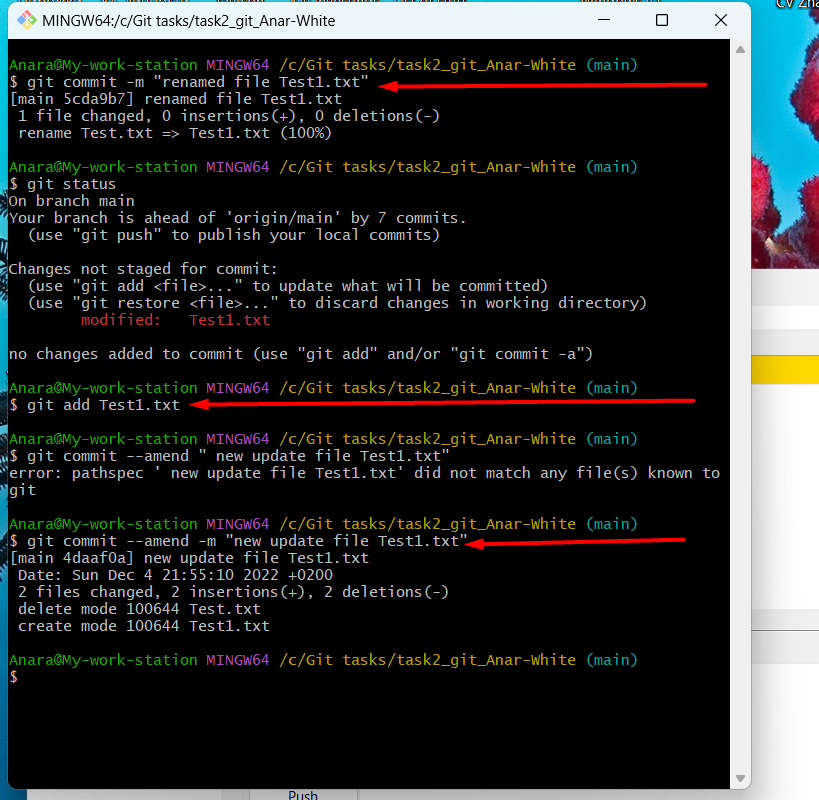 CV Zha
MINGW64:/c/Git tasks/task2_git_Anar-White
Anara@My-work-station MINGW64 /c/Git tasks/task2_git_Anar-White (main)
$ git commit -m "renamed file Test1.txt"
[main 5cda9b7] renamed file Test1.txt
 1 file changed, 0 insertions(+), 0 deletions(-)
 rename Test.txt => Test1.txt (100%)
Anara@My-work-station MINGW64 /c/Git tasks/task2_git_Anar-White (main)
$ git status
On branch main
Your branch is ahead of 'origin/main' by 7 commits.
  (use "git push" to publish your local commits)
Changes not staged for commit:
  (use "git add <file>..." to update what will be committed)
  (use "git restore <file>..." to discard changes in working directory)
        modified:   Test1.txt
no changes added to commit (use "git add" and/or "git commit -a")
Anara@My-work-station MINGW64 /c/Git tasks/task2_git_Anar-White (main)
$ git add Test1.txt
Anara@My-work-station MINGW64 /c/Git tasks/task2_git_Anar-White (main)
$ git commit --amend " new update file Test1.txt"
error: pathspec ' new update file Test1.txt' did not match any file(s) known to
git
Anara@My-work-station MINGW64 /c/Git tasks/task2_git_Anar-White (main)
$ git commit --amend -m "new update file Test1.txt"
[main 4daaf0a] new update file Test1.txt
 Date: Sun Dec 4 21:55:10 2022 +0200
 2 files changed, 2 insertions(+), 2 deletions(-)
 delete mode 100644 Test.txt
 create mode 100644 Test1.txt
Anara@My-work-station MINGW64 /c/Git tasks/task2_git_Anar-White (main)
$
Push